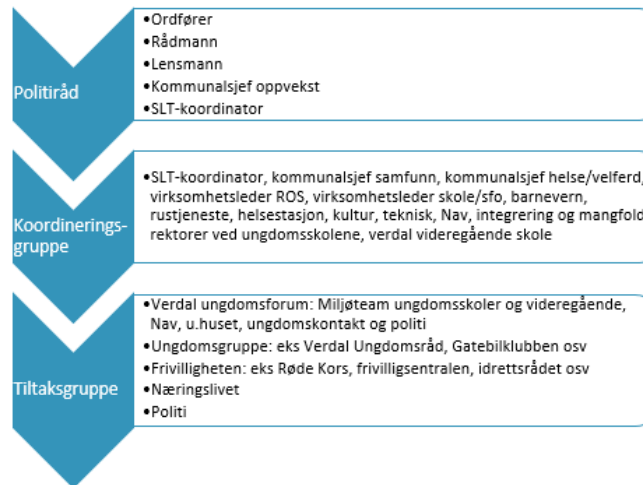 Politiråd
•Ordfører
•Rådmann
•Lensmann
•Kommunalsjef oppvekst
•SLT-koordinator
Koordinerings-
gruppe
•SLT-koordinator, kommunalsjef samfunn, kommunalsjef helse/velferd,
virksomhetsleder ROS, virksomhetsleder skole/sfo, barnevern,
rustjeneste, helsestasjon, kultur, teknisk, Nav, integrering og mangfold
rektorer ved ungdomsskolene, verdal videregående skole
Tiltaksgruppe
•Verdal ungdomsforum: Miljøteam ungdomsskoler og videregående,
Nav, u.huset, ungdomskontakt og politi
•Ungdomsgruppe: eks Verdal Ungdomsråd, Gatebilklubben osv
•Frivilligheten: eks Røde Kors, frivilligsentralen, idrettsrådet osv
•Næringslivet
•Politi